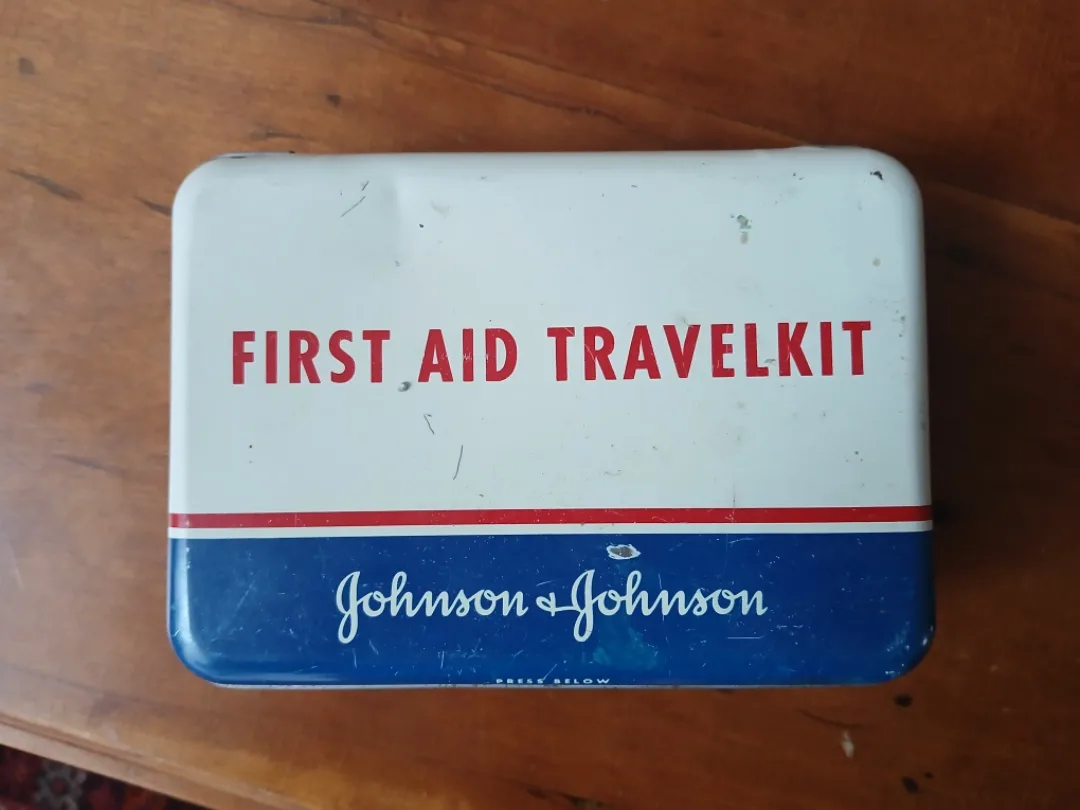 FIRST AID TRAVELKIT
Johnson & Johnson
PRESS BELOW